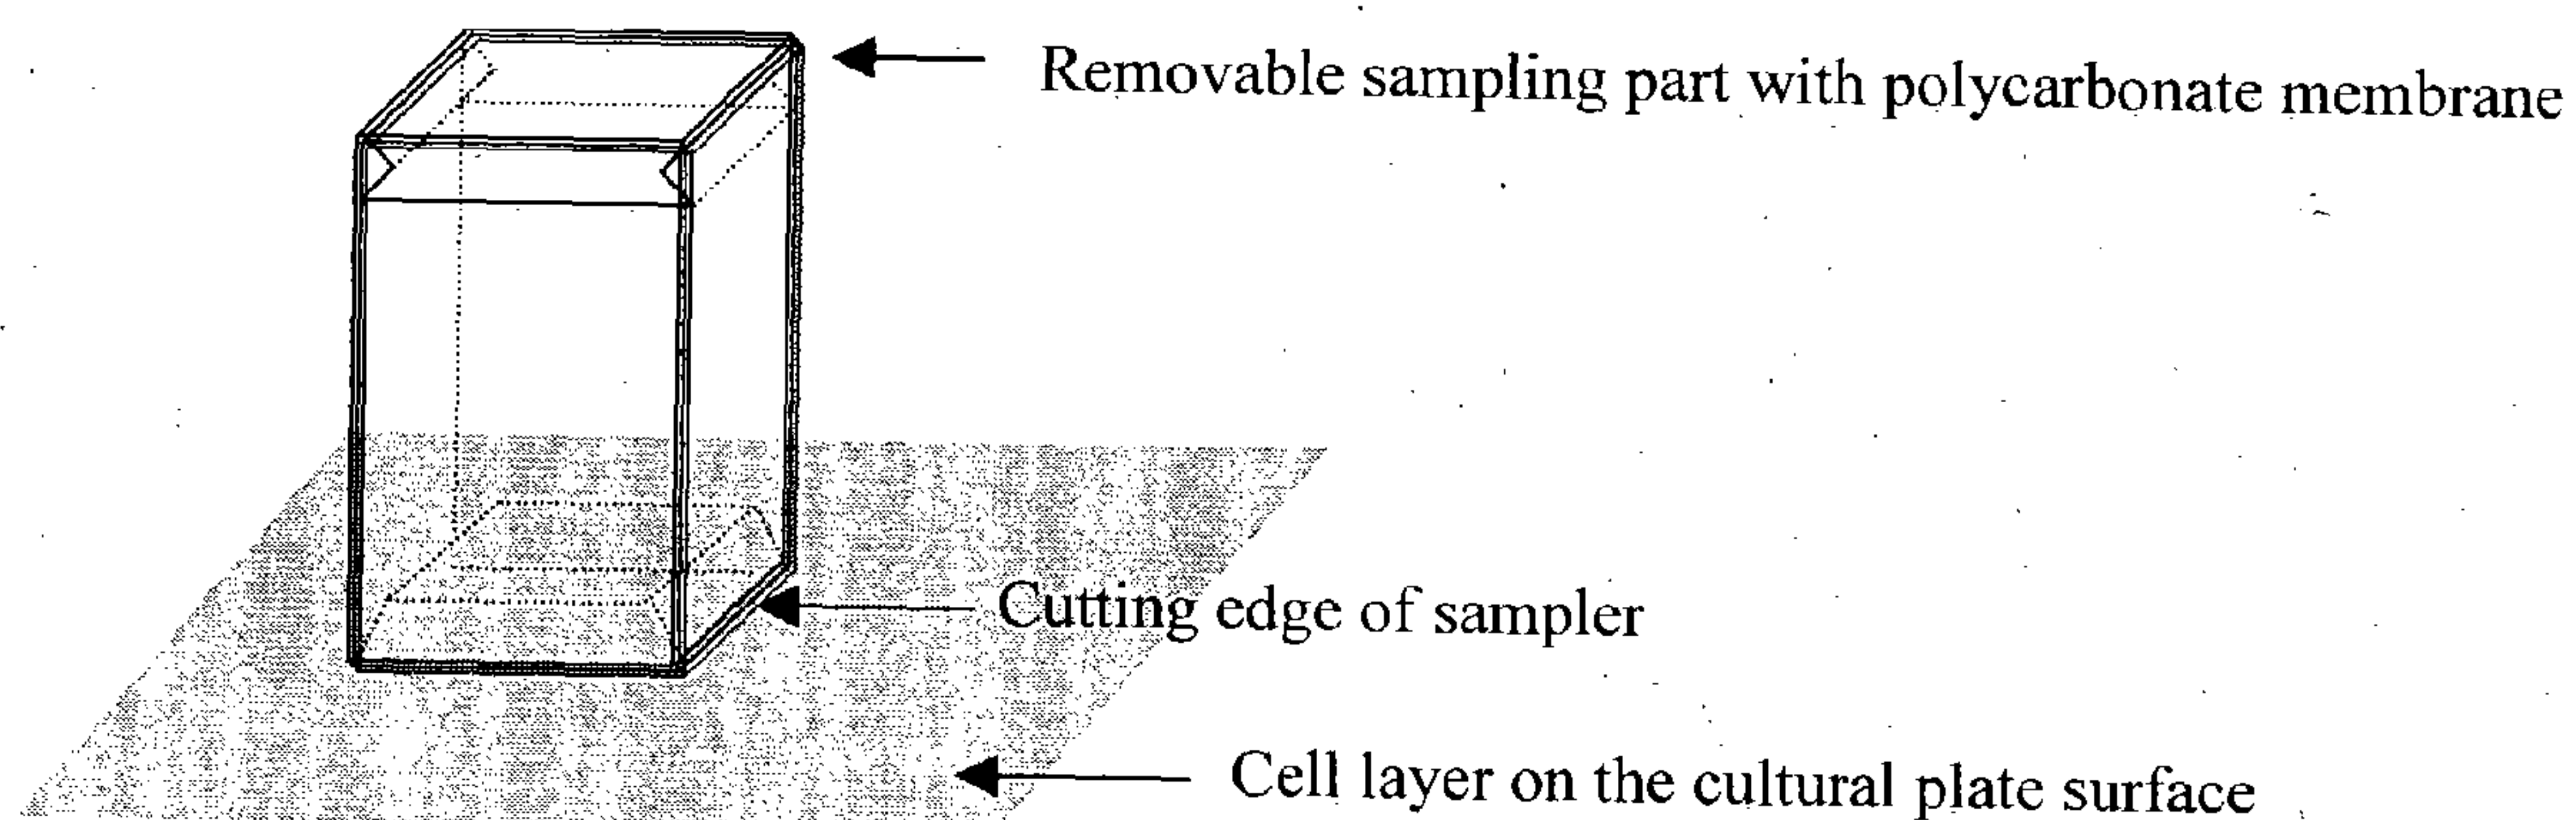 Removable sampling part with polycarbonate membrane
Cutting edge of sampler
Cell layer on the cultural plate surface